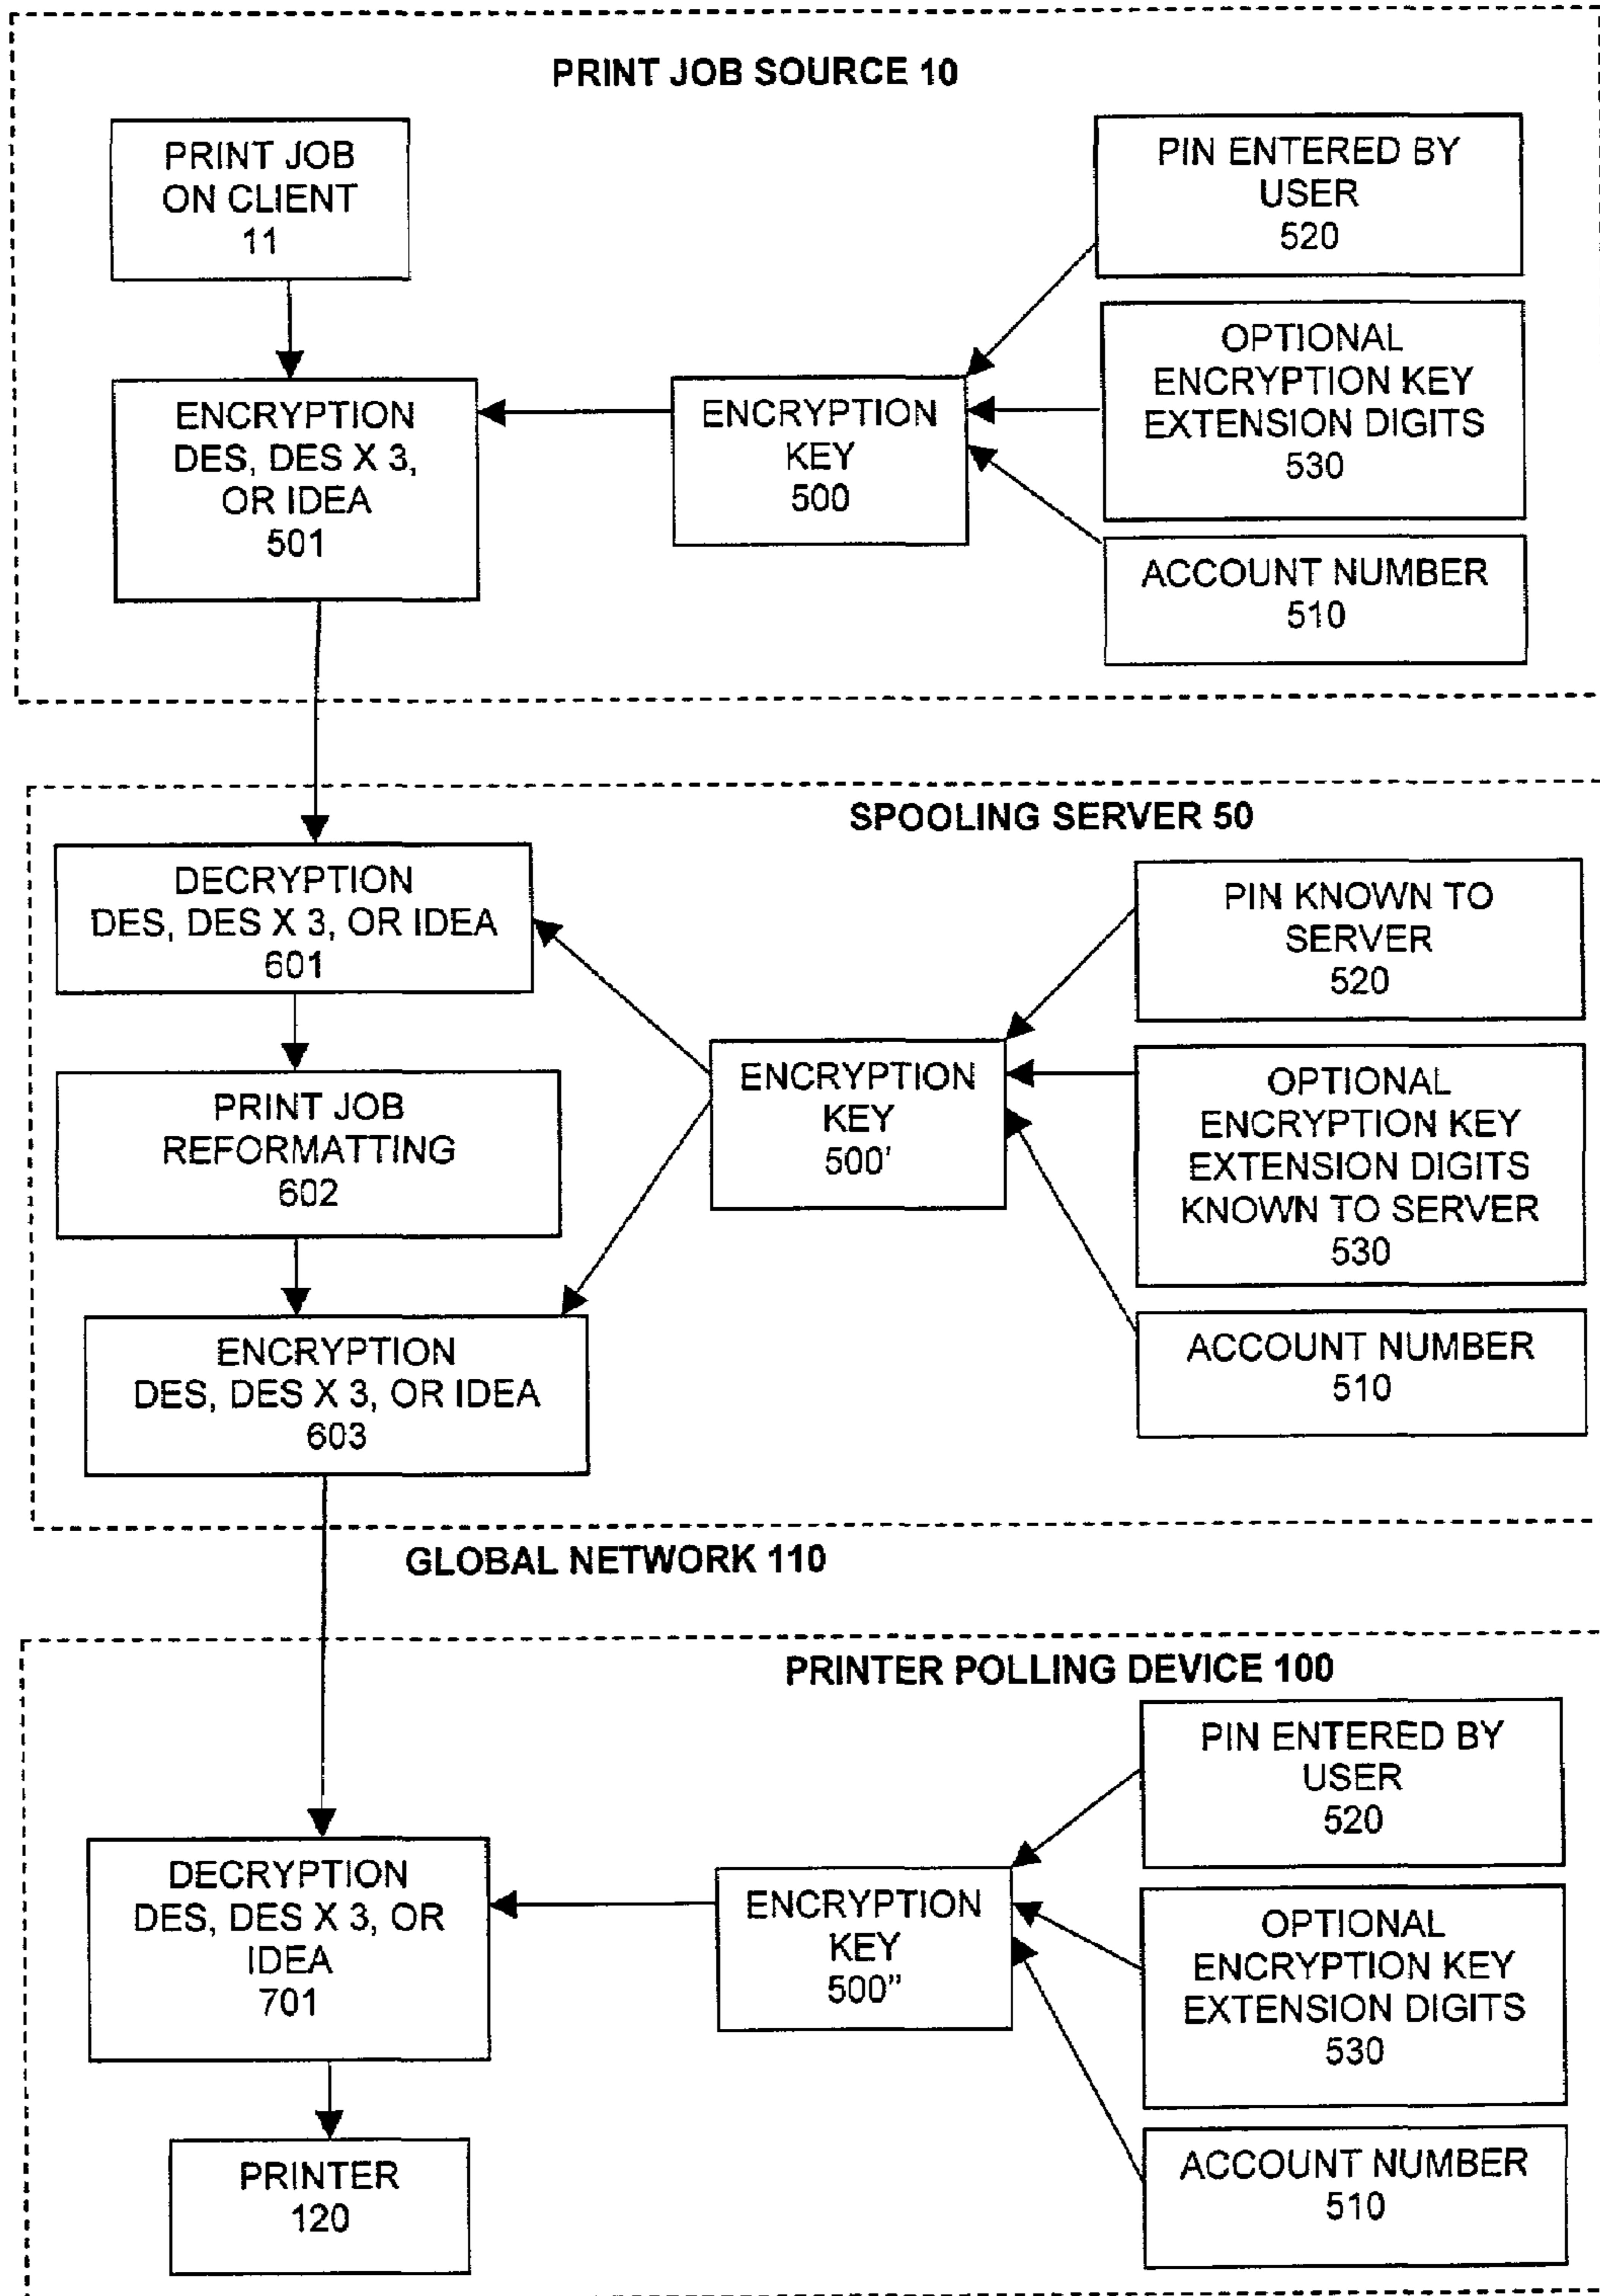 PRINT JOB SOURCE 10
PRINT JOB
ON CLIENT
11
PIN ENTERED BY
USER
520
OPTIONAL
ENCRYPTION KEY
EXTENSION DIGITS
530
ENCRYPTION
DES, DES X 3,
OR IDEA
501
ENCRYPTION
KEY
500
ACCOUNT NUMBER
510
SPOOLING SERVER 50
DECRYPTION
DES, DES X 3, OR IDEA
601
PIN KNOWN TO
SERVER
520
PRINT JOB
REFORMATTING
602
ENCRYPTION
KEY
500'
OPTIONAL
ENCRYPTION KEY
EXTENSION DIGITS
KNOWN TO SERVER
530
ENCRYPTION
DES, DES X 3, OR IDEA
603
ACCOUNT NUMBER
510
GLOBAL NETWORK 110
PRINTER POLLING DEVICE 100
PIN ENTERED BY
USER
520
DECRYPTION
DES, DES X 3, OR
IDEA
701
ENCRYPTION
KEY
500"
OPTIONAL
ENCRYPTION KEY
EXTENSION DIGITS
530
PRINTER
120
ACCOUNT NUMBER
510